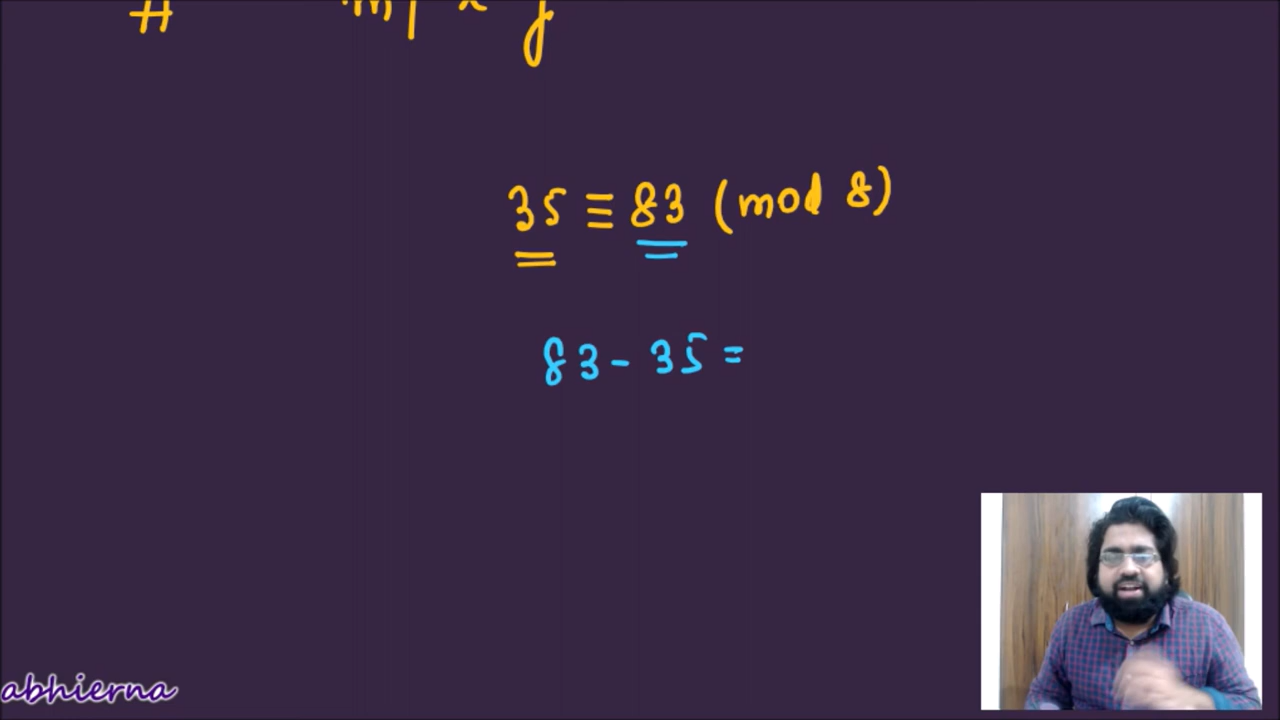 #
35 ≡ 83 (mod 8)
83 - 35 =
abhierna